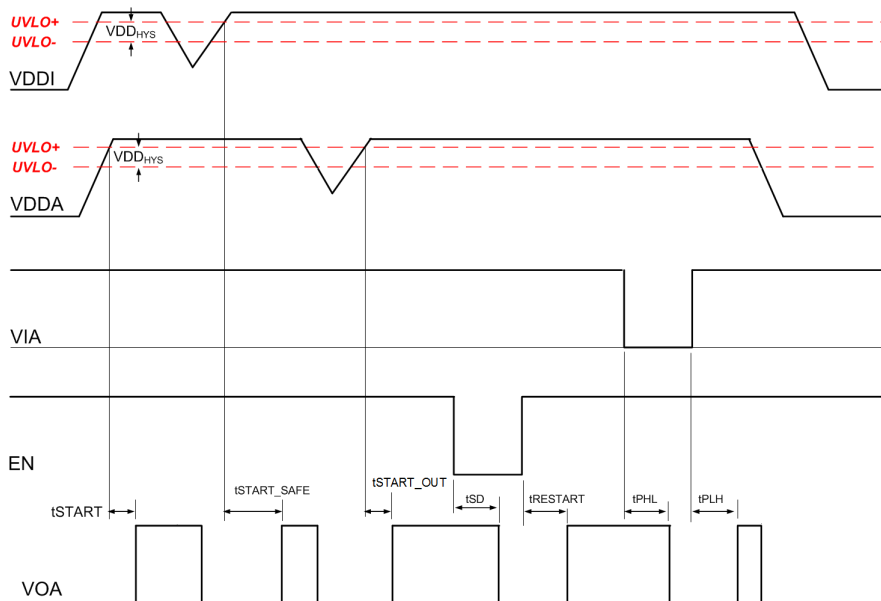 UVLO+
VDDHYS
UVLO-
VDDI
UVLO+
VDDHYS
UVLO-
VDDA
VIA
EN
tSTART
tSTART_SAFE
tSTART_OUT
tSD
tRESTART
tPHL
tPLH
VOA